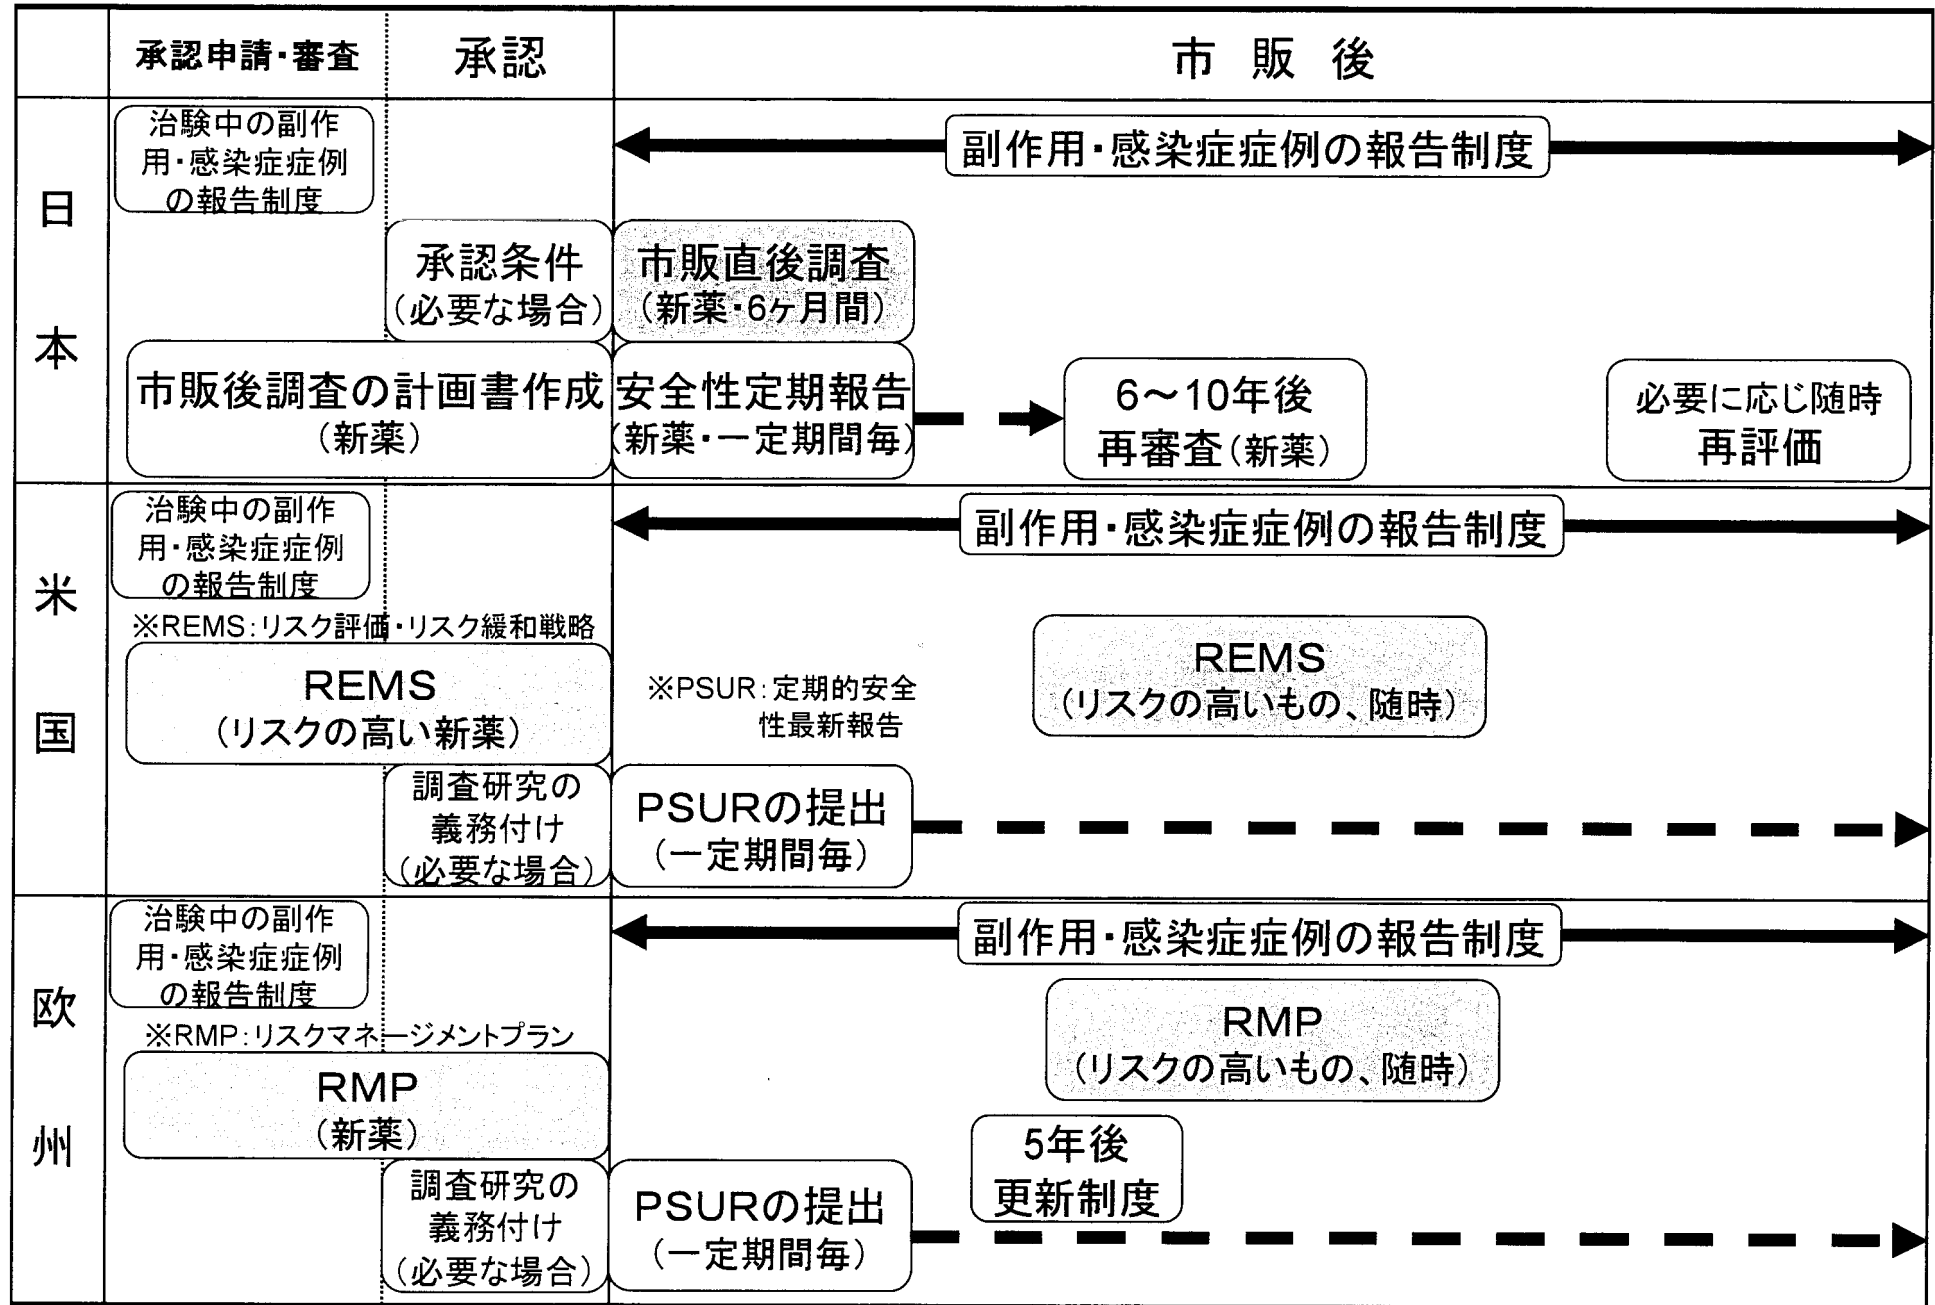 承認申請・審査
承認
市販後
日本
治験中の副作
用・感染症症例
の報告制度
副作用・感染症症例の報告制度
承認条件
(必要な場合)
市販直後調査
(新薬・6ヶ月間)
市販後調査の計画書作成
(新薬)
安全性定期報告
(新薬・一定期間毎)
6～10年後
再審査(新薬)
必要に応じ随時
再評価
米国
治験中の副作
用・感染症症例
の報告制度
副作用・感染症症例の報告制度
※REMS:リスク評価・リスク緩和戦略
REMS
(リスクの高い新薬)
※PSUR:定期的安全
性最新報告
REMS
(リスクの高いもの、随時)
調査研究の
義務付け
(必要な場合)
PSURの提出
(一定期間毎)
欧州
治験中の副作
用・感染症症例
の報告制度
副作用・感染症症例の報告制度
※RMP:リスクマネージメントプラン
RMP
(新薬)
RMP
(リスクの高いもの、随時)
5年後
更新制度
調査研究の
義務付け
(必要な場合)
PSURの提出
(一定期間毎)